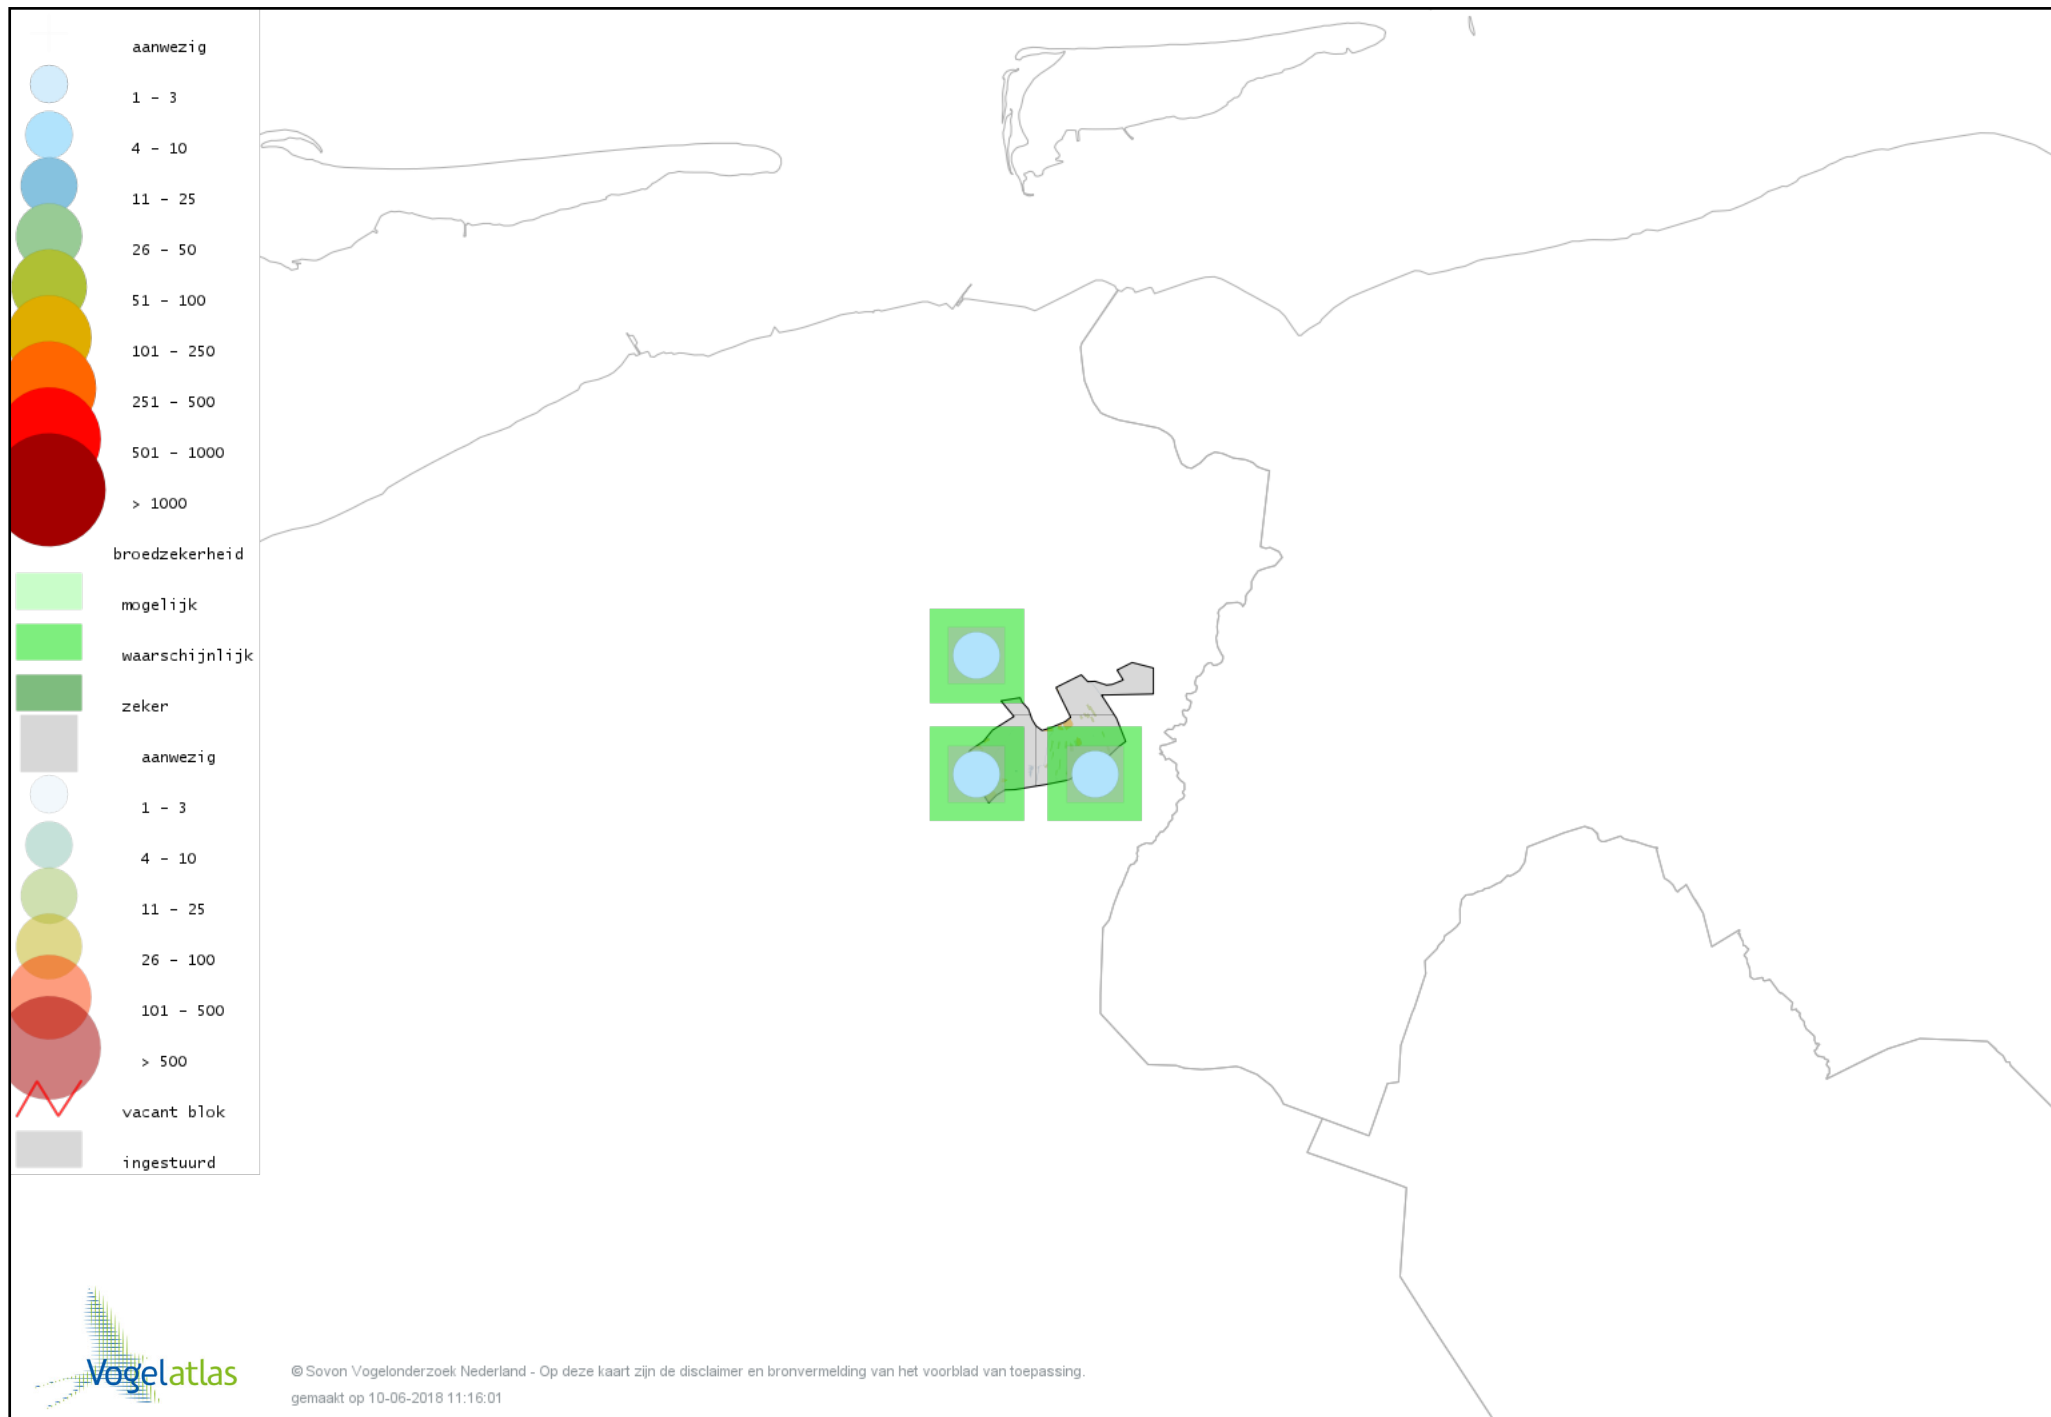 aanwezig
1 - 3
4 - 10
11 - 25
26 - 50
51 - 100
101 - 250
251 - 500
501 - 1000
> 1000
broedzekerheid
mogelijk
waarschijnlijk
zeker
aanwezig
1 - 3
4 - 10
11 - 25
26 - 100
101 - 500
> 500
vacant blok
ingestuurd
Vogelatlas
© Sovon Vogelonderzoek Nederland - Op deze kaart zijn de disclaimer en bronvermelding van het voorblad van toepassing.
gemaakt op 10-06-2018 11:16:01